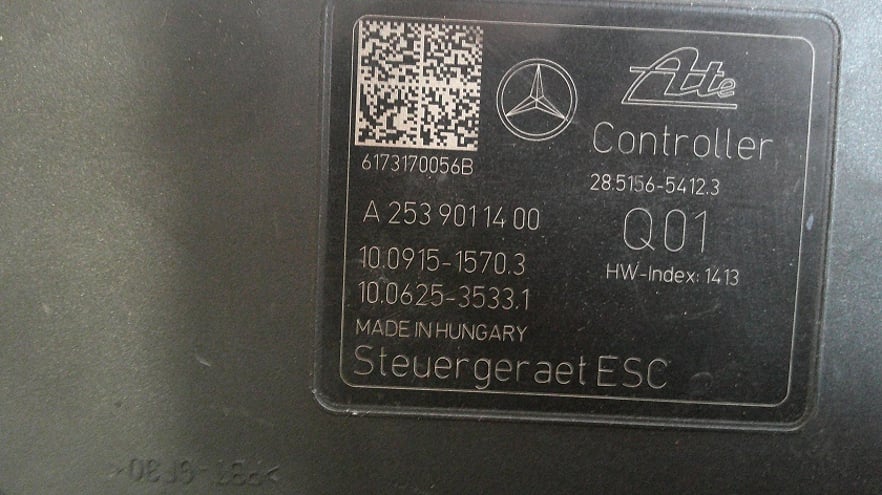 Ate
Controller
6173170056B
28.5156-5412.3
A 253 901 14 00
Q01
10.0915-1570.3
HW-Index: 1413
10.0625-3533.1
MADE IN HUNGARY
Steuergeraet ESC